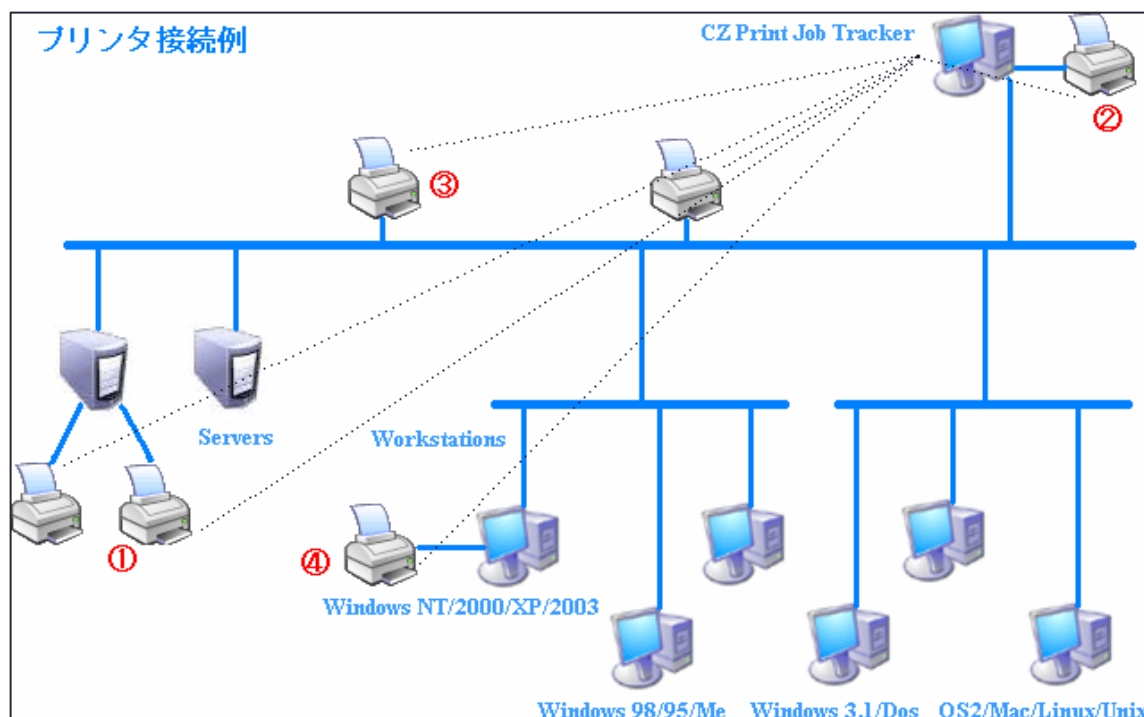 プリンタ接続例
CZ Print Job Tracker
②
③
Servers
Workstations
①
④
Windows NT/2000/XP/2003
Windows 98/95/Me
Windows 3.1/Dos
OS2/Mac/Linux/Unix